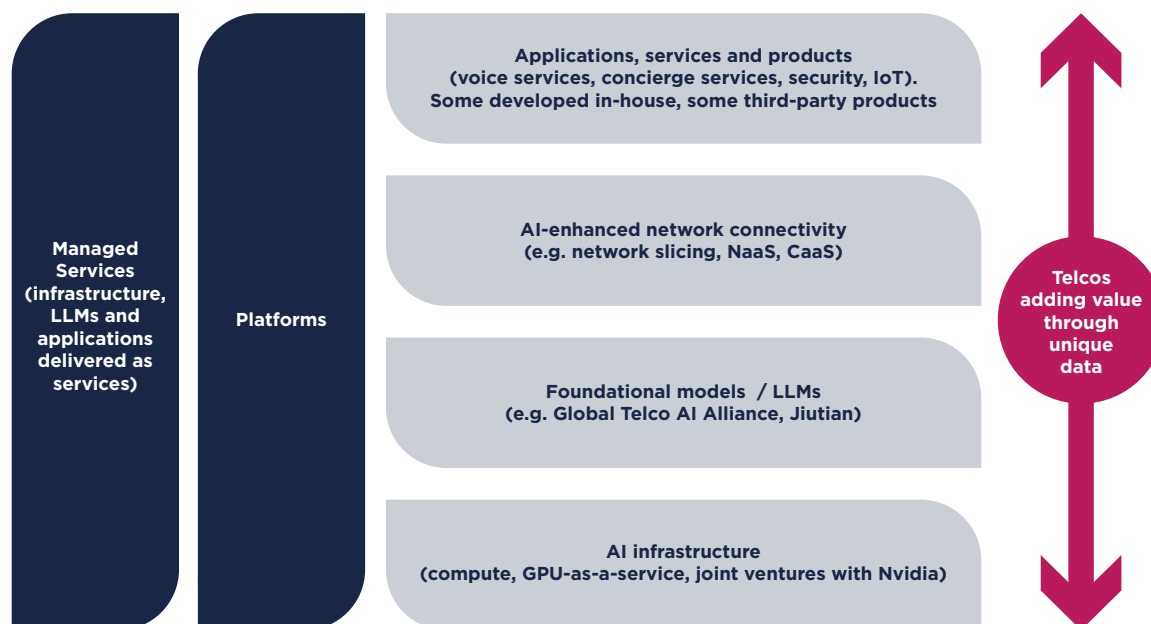 Managed
Services
(infrastructure,
LLMs and
applications
delivered as
services)
Platforms
Applications, services and products
(voice services, concierge services, security, IoT).
Some developed in-house, some third-party products
AI-enhanced network connectivity
(e.g. network slicing, NaaS, CaaS)
Foundational models / LLMs
(e.g. Global Telco AI Alliance, Jiutian)
AI infrastructure
(compute, GPU-as-a-service, joint ventures with Nvidia)
Telcos
adding value
through
unique
data